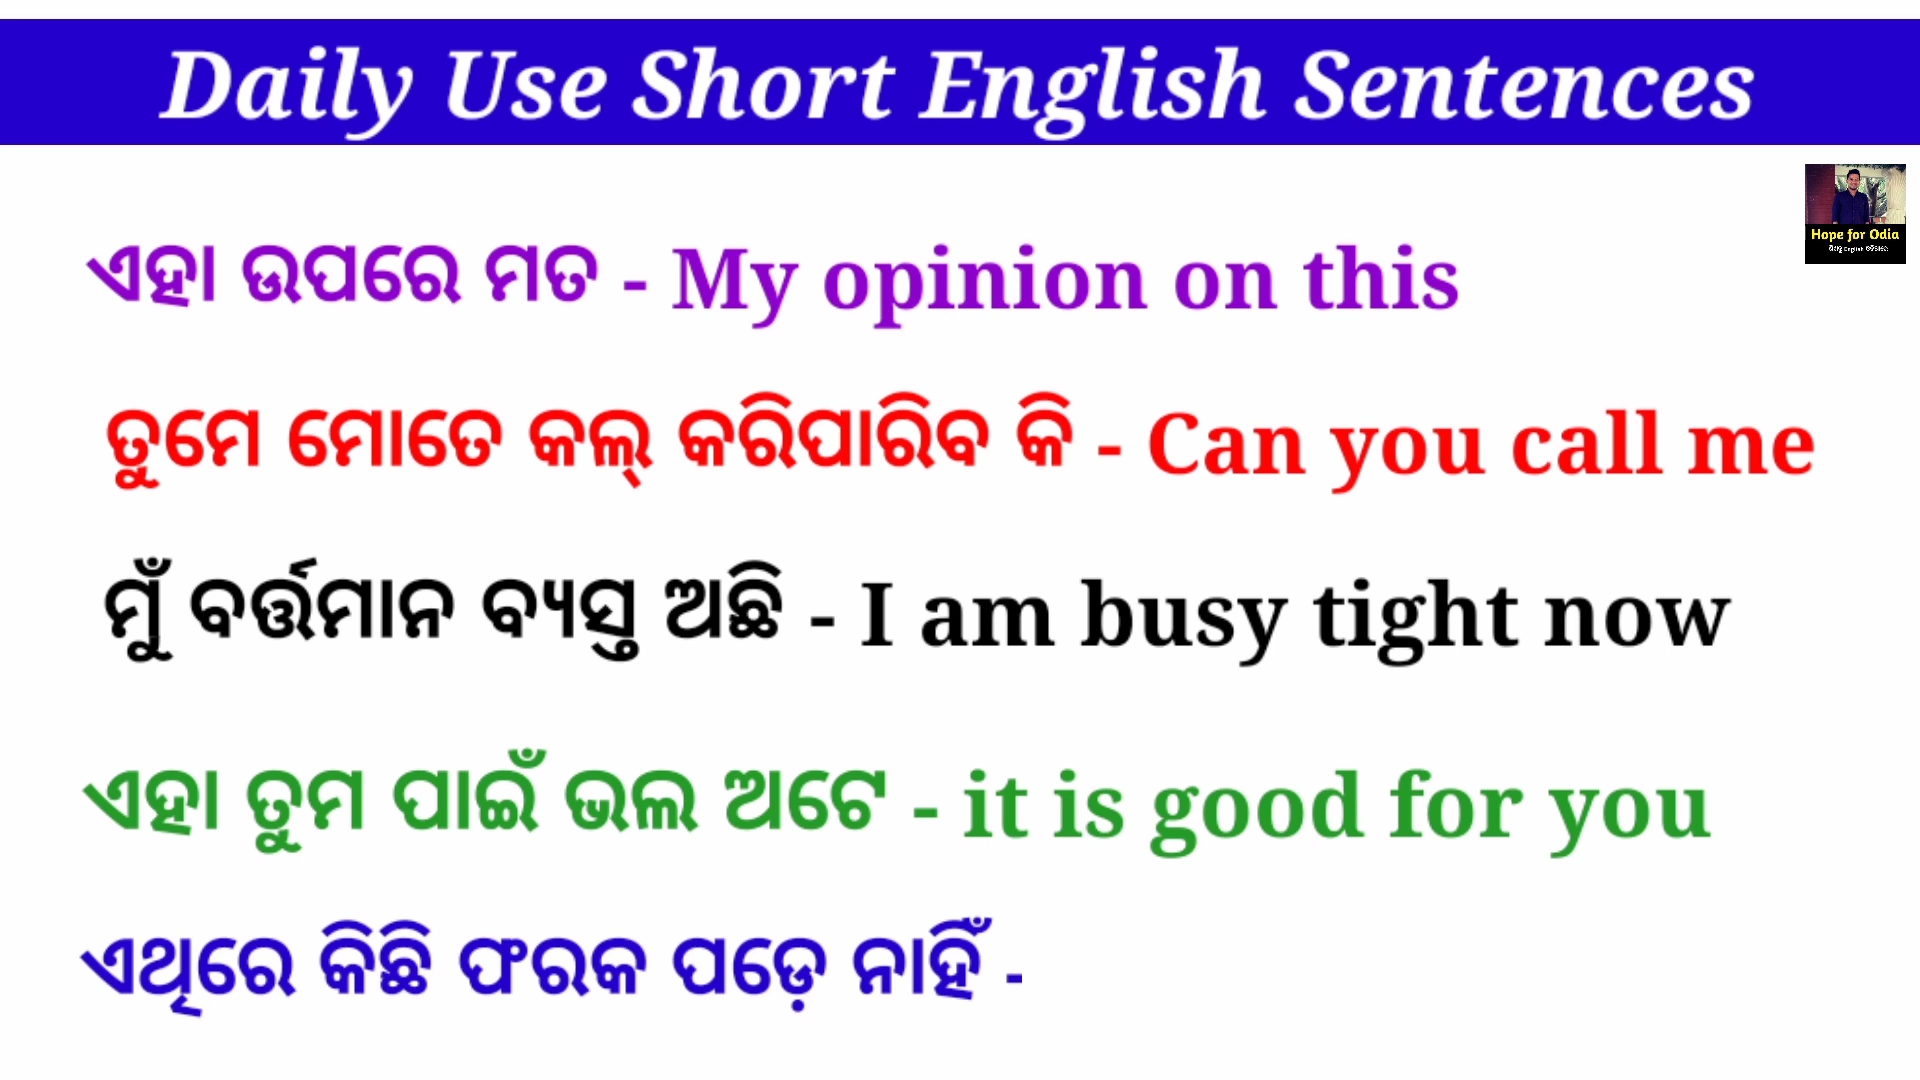 Daily Use Short English Sentences
Hope for Odia
ଏହା ଉପରେ ମତ - My opinion on this
ତୁମେ ମୋତେ କଲ୍ କରିପାରିବ କି - Can you call me
ମୁଁ ବର୍ତ୍ତମାନ ବ୍ୟସ୍ତ ଅଛି - I am busy tight now
ଏହା ତୁମ ପାଇଁ ଭଲ ଅଟେ - it is good for you
ଏଥିରେ କିଛି ଫରକ ପଡ଼େ ନାହିଁ -